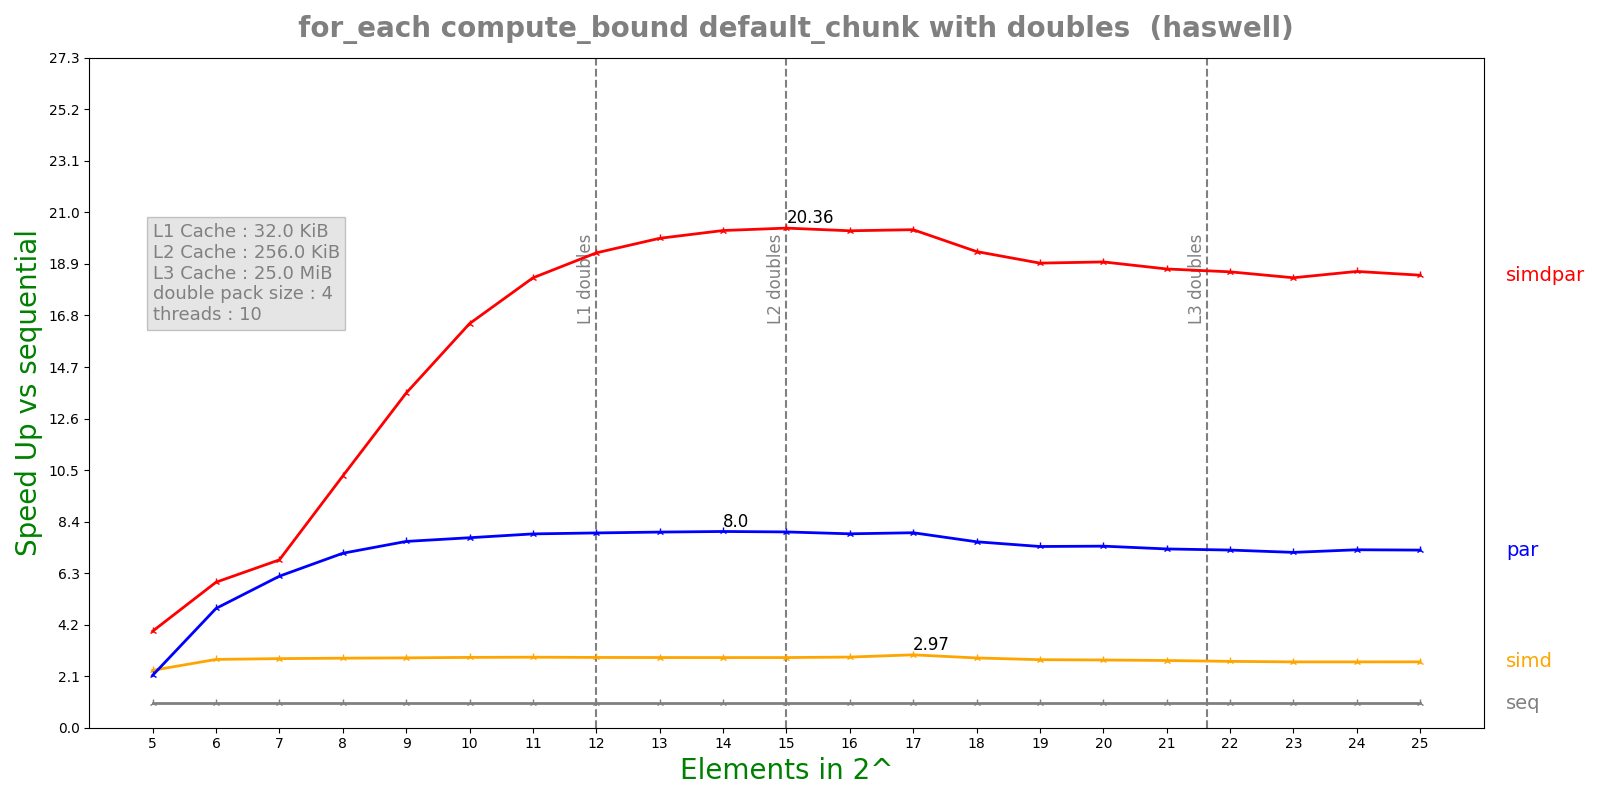 for_each compute_bound default_chunk with doubles  (haswell)
27.3
25.2
23.1
21.0
18.9
16.8
14.7
12.6
10.5
8.4
6.3
4.2
2.1
0.0
Speed Up vs sequential
L1 Cache : 32.0 KiB
L2 Cache : 256.0 KiB
L3 Cache : 25.0 MiB
double pack size : 4
threads : 10
L1 doubles
L2 doubles
L3 doubles
20.36
8.0
2.97
simdpar
par
simd
seq
5 6 7 8 9 10 11 12 13 14 15 16 17 18 19 20 21 22 23 24 25
Elements in 2^